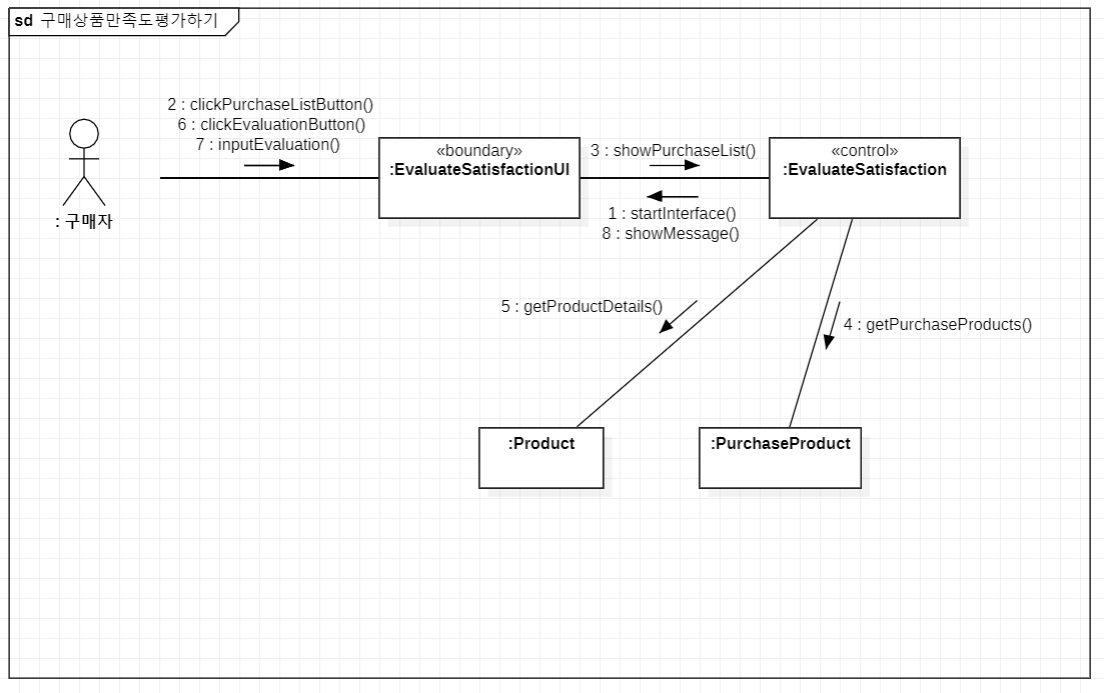 sd 구매상품만족도평가하기
2 : clickPurchaseListButton()
6 : clickEvaluationButton()
7 : inputEvaluation()
: 구매자
«boundary»
:EvaluateSatisfactionUI
3 : showPurchaseList()
1 : startInterface()
8 : showMessage()
«control»
:EvaluateSatisfaction
5 : getProductDetails()
4 : getPurchaseProducts()
:Product
:PurchaseProduct